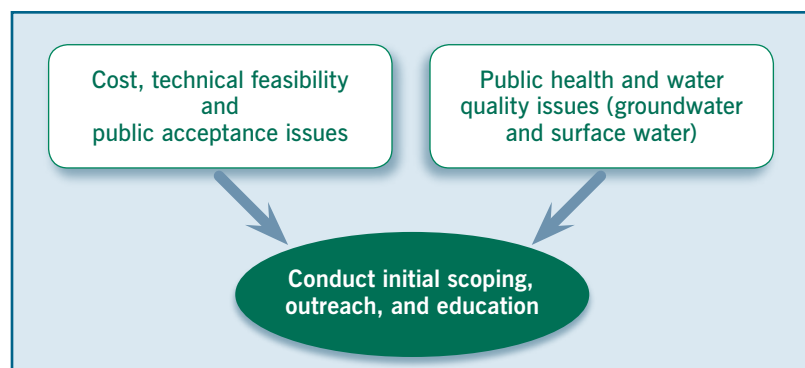 Cost, technical feasibility
and
public acceptance issues
Public health and water
quality issues (groundwater
and surface water)
Conduct initial scoping,
outreach, and education